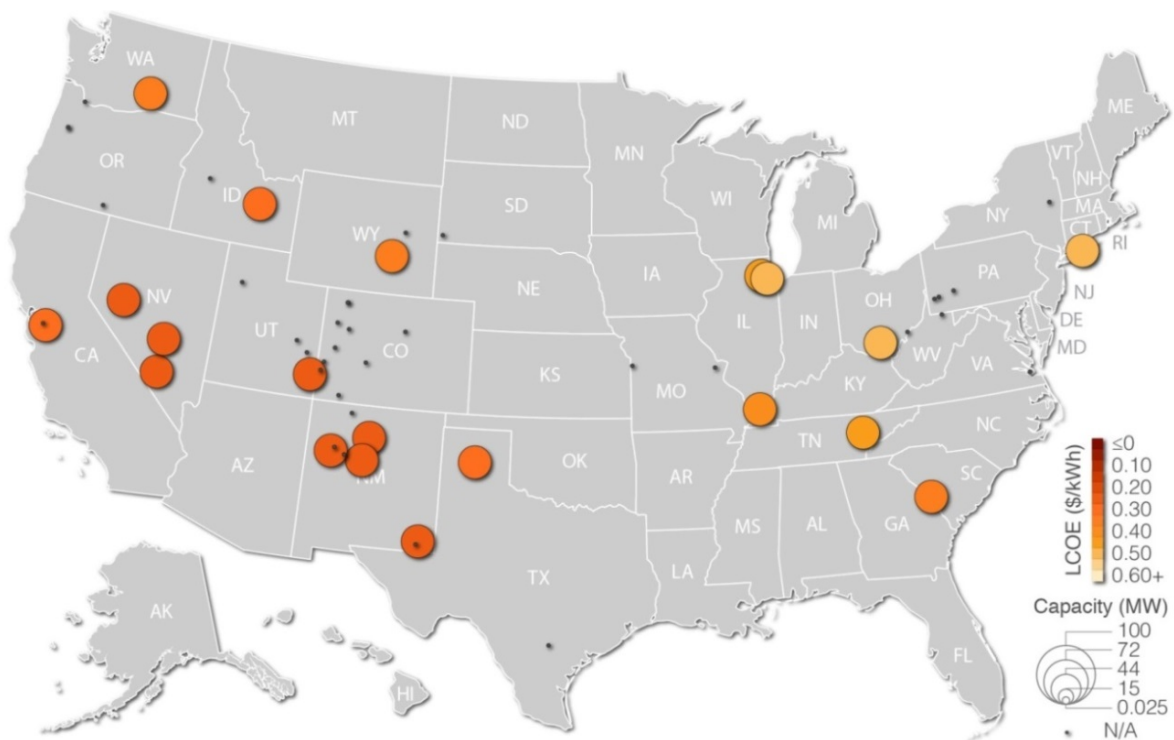 WA
ME
MT
ND
VT
OR
MN
NH
ID
WI
MA
SD
NY
MI
CT
WY
RI
IA
PA
NE
NV
OH
NJ
IL
IN
UT
DE
CO
WV
CA
MD
VA
KS
MO
KY
NC
TN
OK
AZ
AR
SC
NM
MS
AL
GA
TX
LA
AK
FL
HI
LCOE ($/kWh)
≤0
0.10
0.20
0.30
0.40
0.50
0.60+
Capacity (MW)
100
72
44
15
0.025
N/A